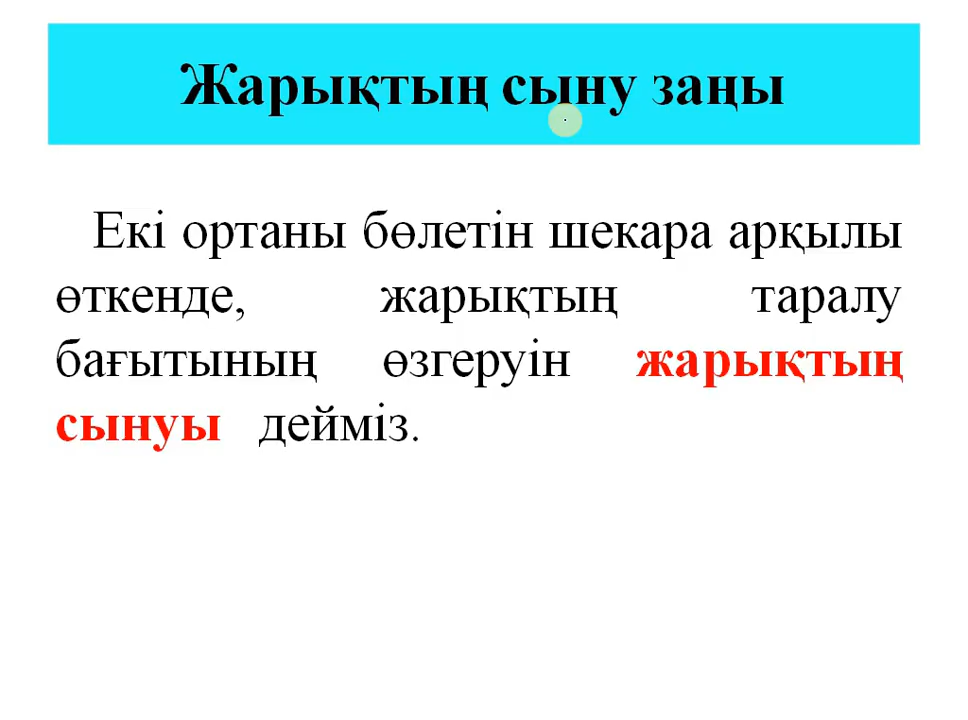 Жарықтың сыну заңы
Екі ортаны бөлетін шекара арқылы
өткенде, жарықтың таралу
бағытының өзгеруін жарықтың
сынуы дейміз.